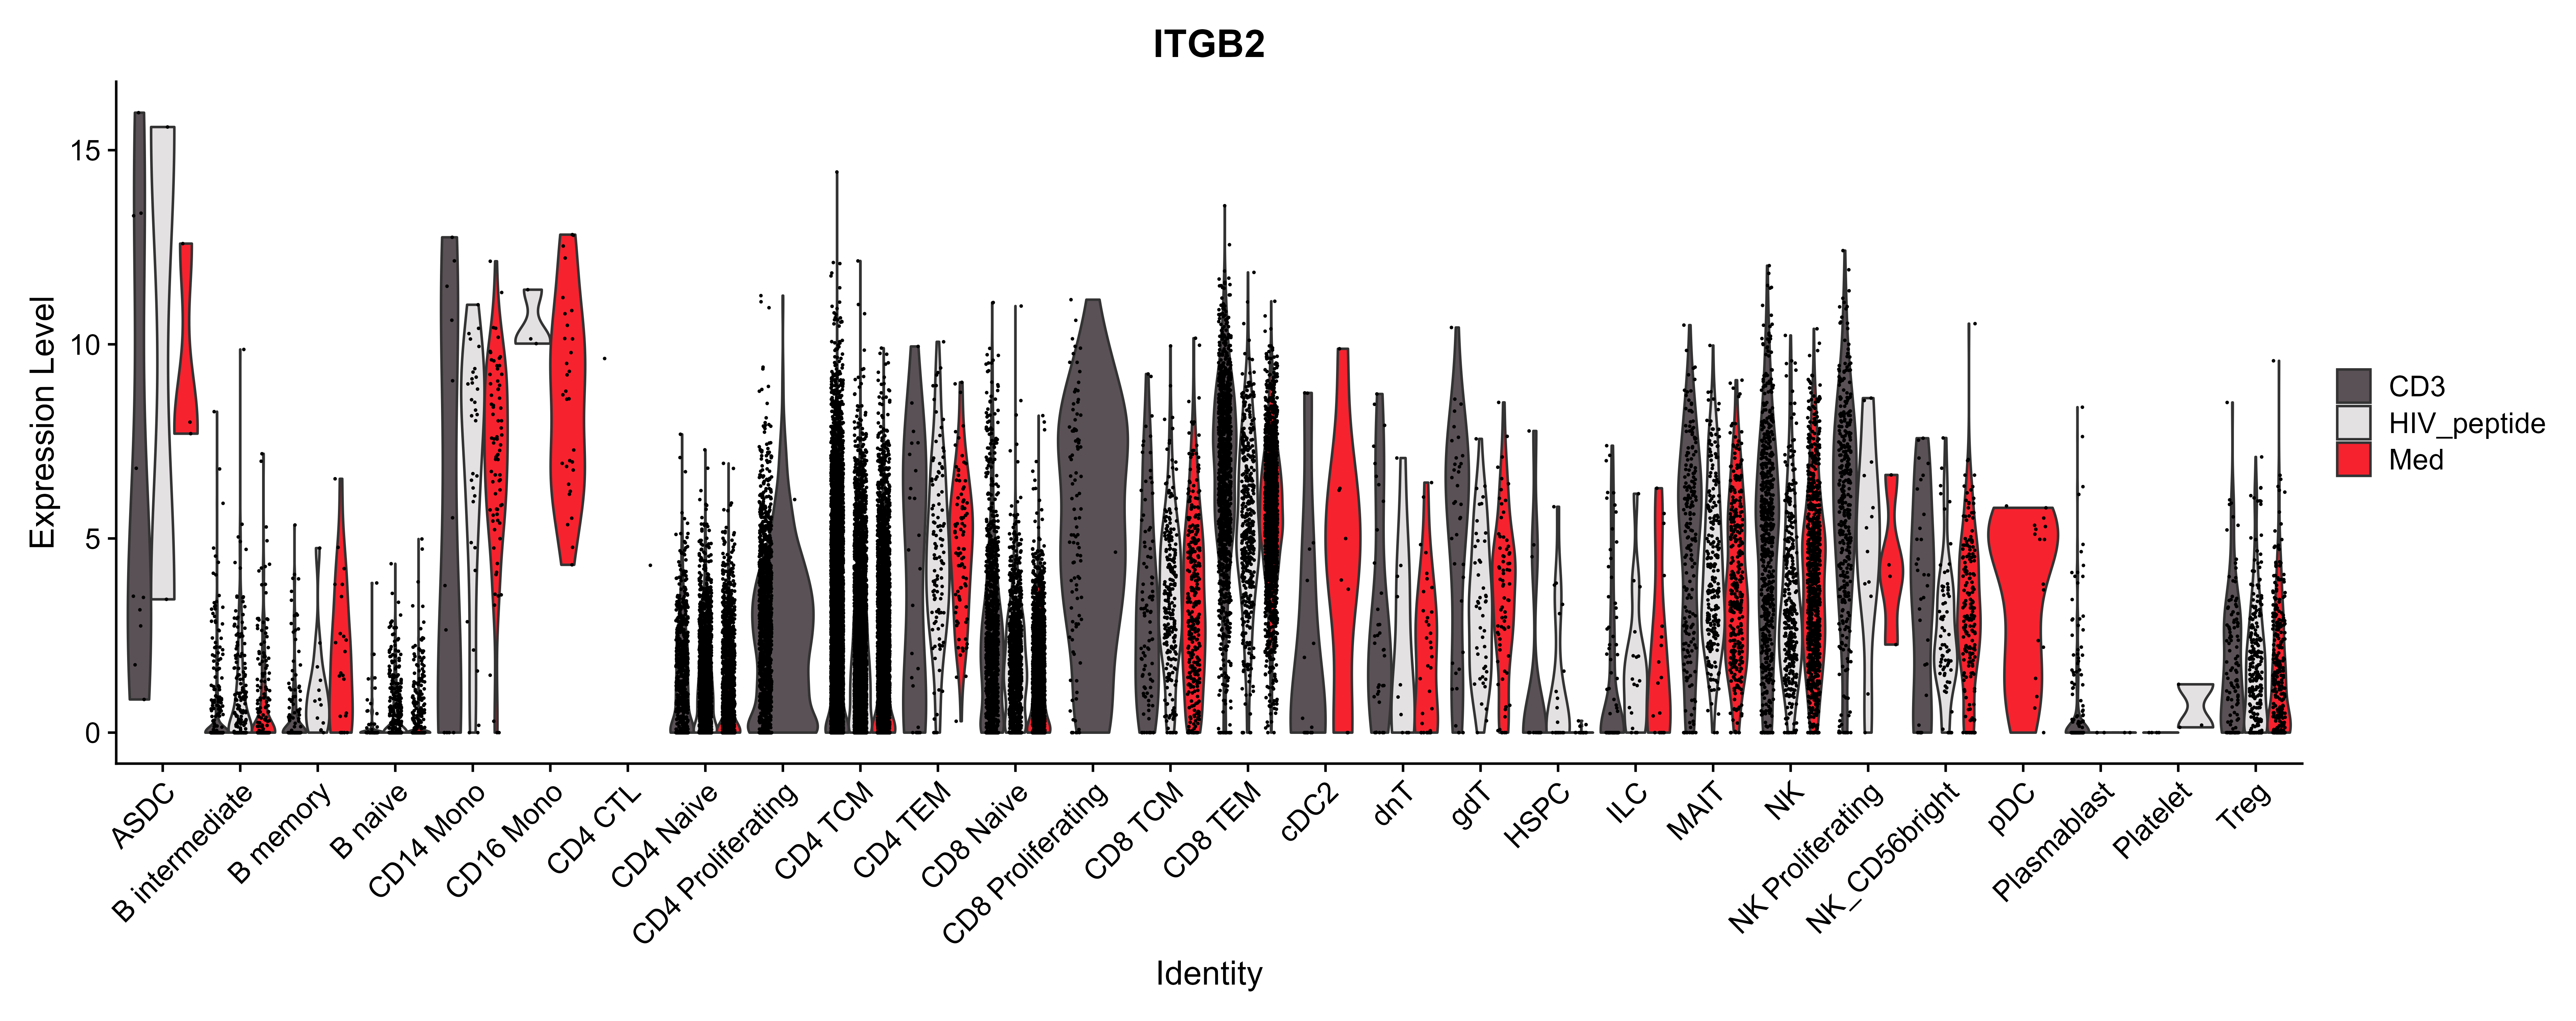 ITGB2
Expression Level
15
10
5
0
ASDC
B intermediate
B memory
B naive
CD14 Mono
CD16 Mono
CD4 CTL
CD4 Naive
CD4 Proliferating
CD4 TCM
CD4 TEM
CD8 Naive
CD8 Proliferating
CD8 TCM
CD8 TEM
cDC2
dnT
gdT
HSPC
ILC
MAIT
NK
NK Proliferating
NK_CD56bright
pDC
Plasmablast
Platelet
Treg
Identity
CD3
HIV_peptide
Med